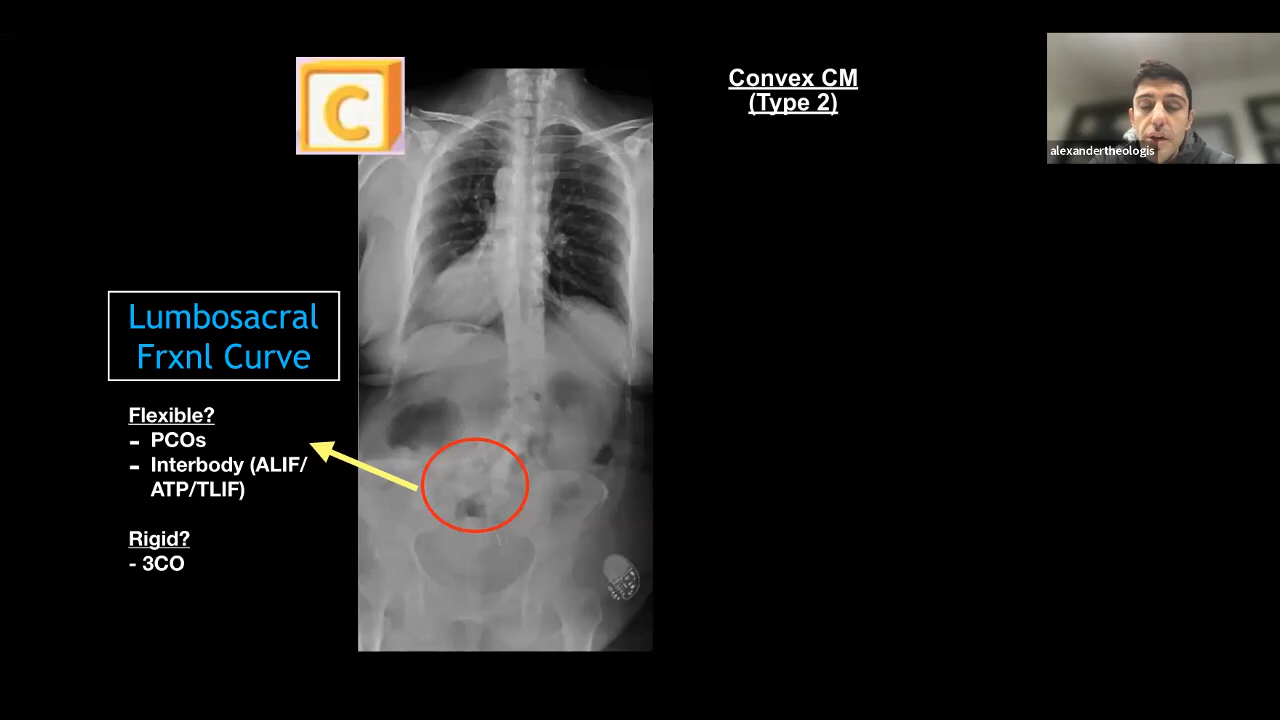 C
Convex CM
(Type 2)
alexandertheologis
Lumbosacral
Frxnl Curve
Flexible?
- PCOs
- Interbody (ALIF/
ATP/TLIF)
Rigid?
- 3CO